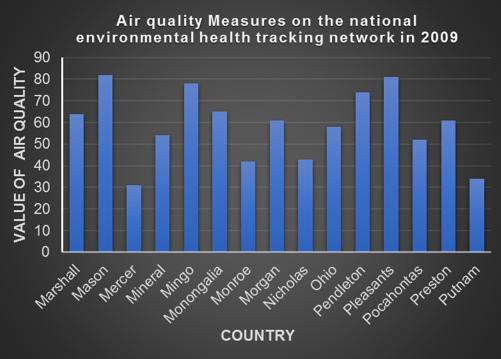 Air quality Measures on the national
environmental health tracking network in 2009
VALUE OF AIR QUALITY
90
80
70
60
50
40
30
20
10
0
Marshall
Mason
Mercer
Mineral
Mingo
Monongalia
Monroe
Morgan
Nicholas
Ohio
Pendleton
Pleasants
Pocahontas
Preston
Putnam
COUNTRY